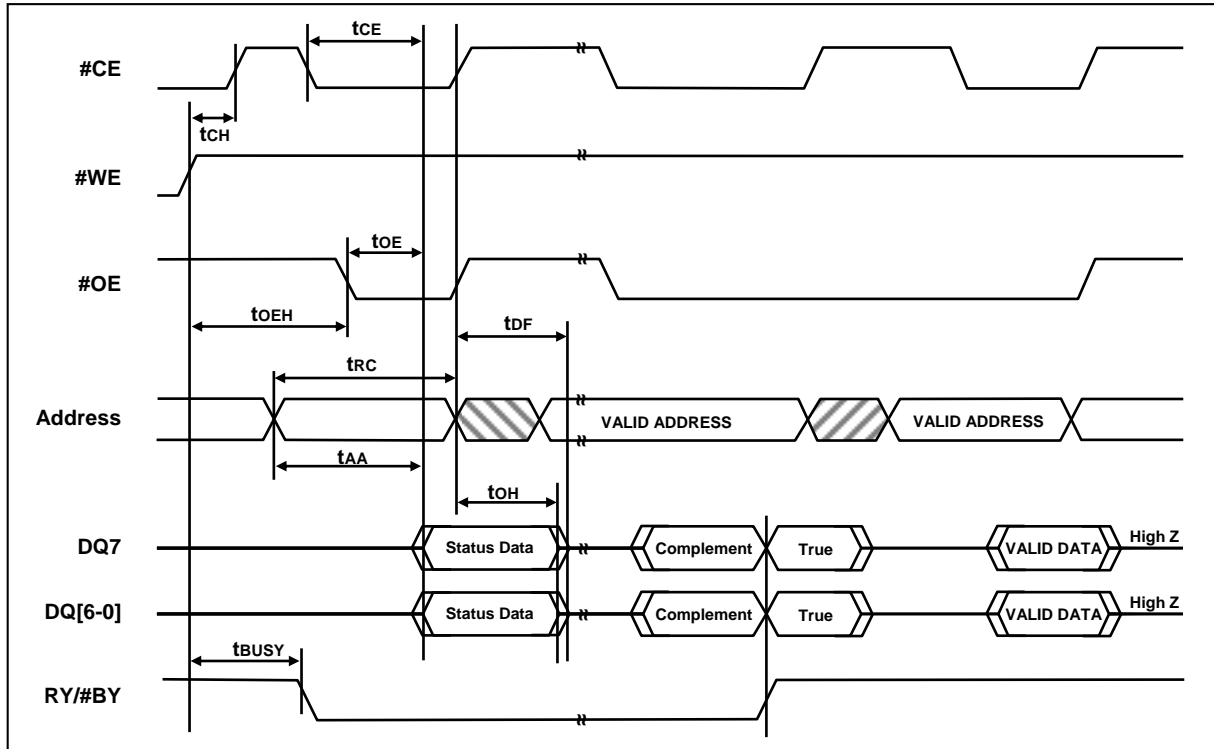 tCE
#CE
tCH
#WE
tOE
#OE
tOEH
tDF
tRC
Address
VALID ADDRESS
VALID ADDRESS
tAA
tOH
DQ7
Status Data
Complement
True
VALID DATA
High Z
DQ[6-0]
Status Data
Complement
True
VALID DATA
High Z
tBUSY
RY/#BY